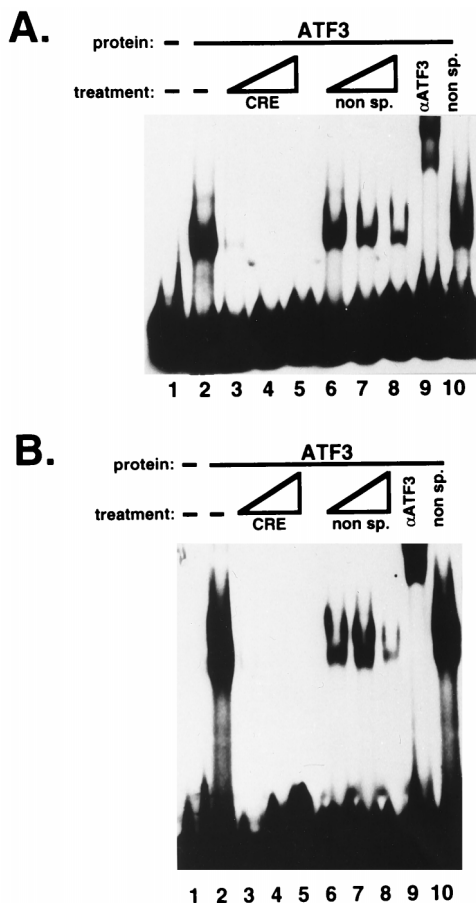 A.
protein: – ATF3
treatment: – –
CRE
non sp.
αATF3
non sp.
1 2 3 4 5 6 7 8 9 10
B.
protein: – ATF3
treatment: – –
CRE
non sp.
αATF3
non sp.
1 2 3 4 5 6 7 8 9 10